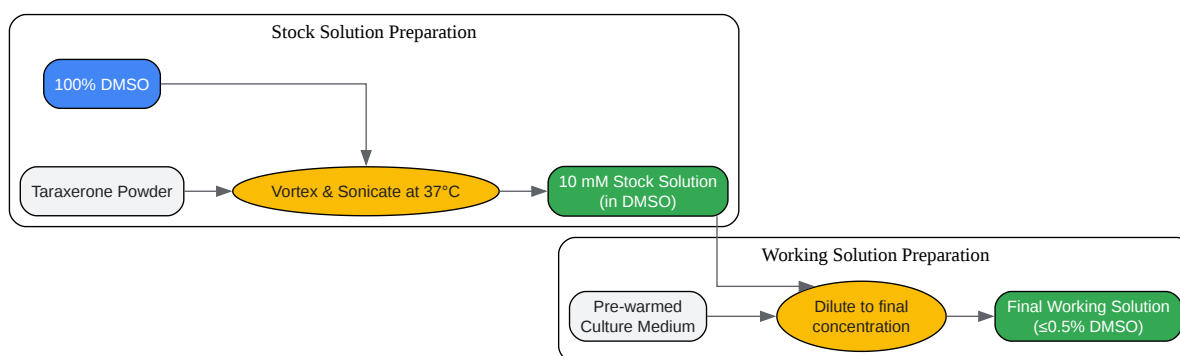 Stock Solution Preparation
100% DMSO
Taraxerone Powder
Vortex & Sonicate at 37°C
10 mM Stock Solution
(in DMSO)
Working Solution Preparation
Pre-warmed
Culture Medium
Dilute to final
concentration
Final Working Solution
(≤0.5% DMSO)